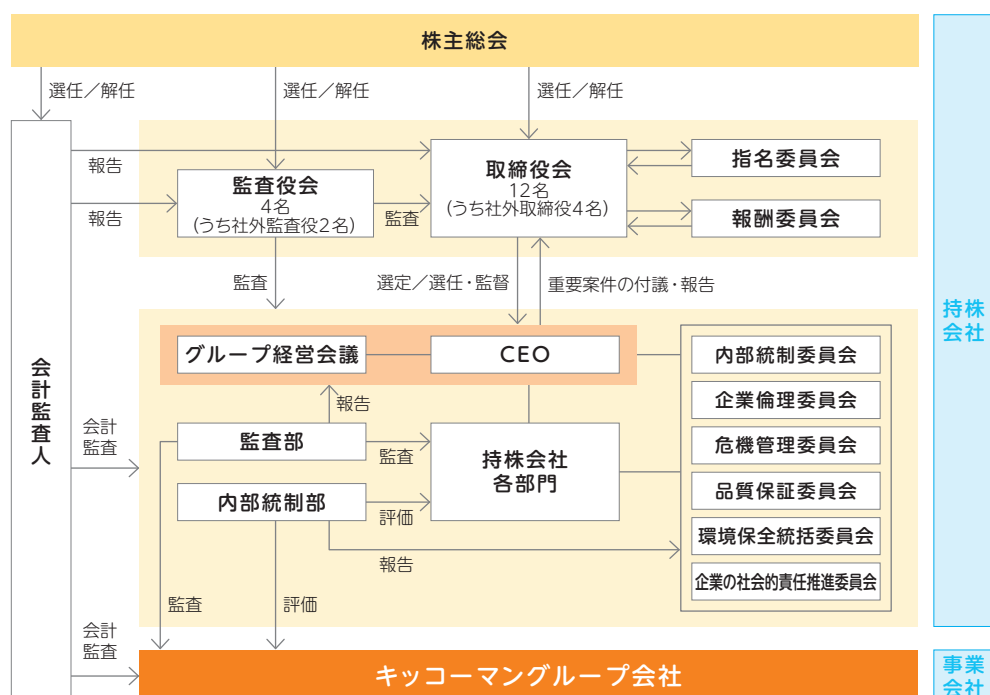 株主総会
選任／解任
選任／解任
選任／解任
報告
報告
監査役会
4名
(うち社外監査役2名)
監査
取締役会
12名
(うち社外取締役4名)
指名委員会
報酬委員会
監査
選定／選任・監督
重要案件の付議・報告
持株
会社
会計監査人
グループ経営会議
CEO
報告
会計
監査
監査部
監査
持株会社
各部門
内部統制部
評価
報告
内部統制委員会
企業倫理委員会
危機管理委員会
品質保証委員会
環境保全統括委員会
企業の社会的責任推進委員会
監査
評価
会計
監査
キッコーマングループ会社
事業
会社